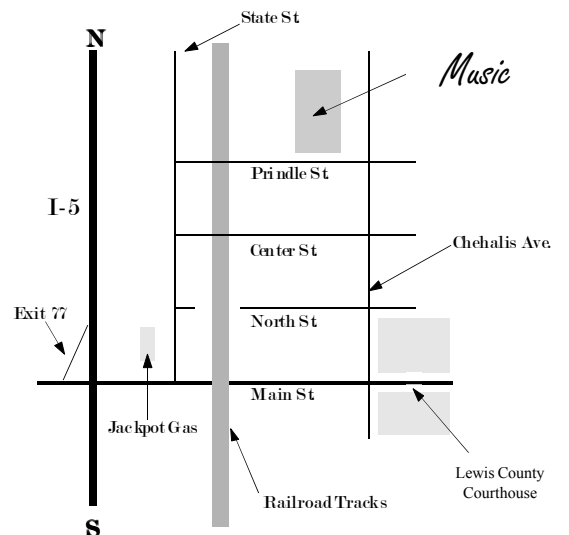 State St.
N
Music
Prindle St.
I-5
Center St.
Chehalis Ave.
Exit 77
North St.
Main St.
Jackpot Gas
Lewis County
Courthouse
Railroad Tracks
S